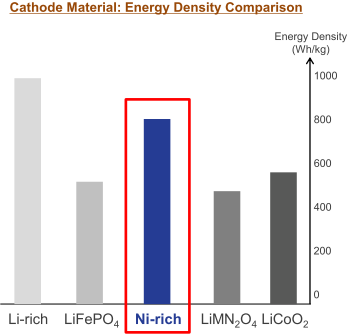 Cathode Material: Energy Density Comparison
Energy Density
(Wh/kg)
1000
800
600
400
200
0
Li-rich LiFePO₄ Ni-rich LiMN₂O₄ LiCoO₂